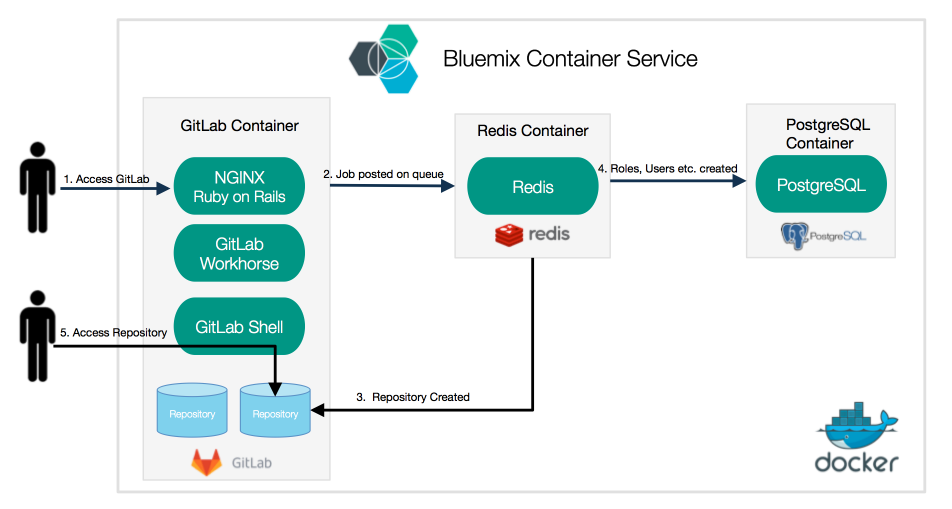 Bluemix Container Service
GitLab Container
NGINX
Ruby on Rails
GitLab
Workhorse
GitLab Shell
Repository
Repository
GitLab
1. Access GitLab
2. Job posted on queue
Redis Container
Redis
redis
4. Roles, Users etc. created
PostgreSQL
Container
PostgreSQL
PostgreSQL
3. Repository Created
5. Access Repository
docker